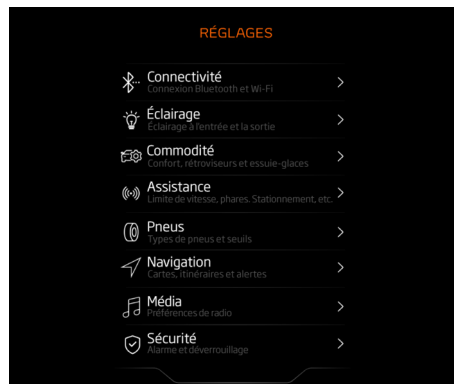 RÉGLAGES
Connectivité
Connexion Bluetooth et Wi-Fi
Éclairage
Éclairage à l'entrée et la sortie
Commodité
Confort, rétroviseurs et essuie-glaces
Assistance
Limite de vitesse, phares. Stationnement, etc.
Pneus
Types de pneus et seuils
Navigation
Cartes, itinéraires et alertes
Média
Préférences de radio
Sécurité
Alarme et déverrouillage